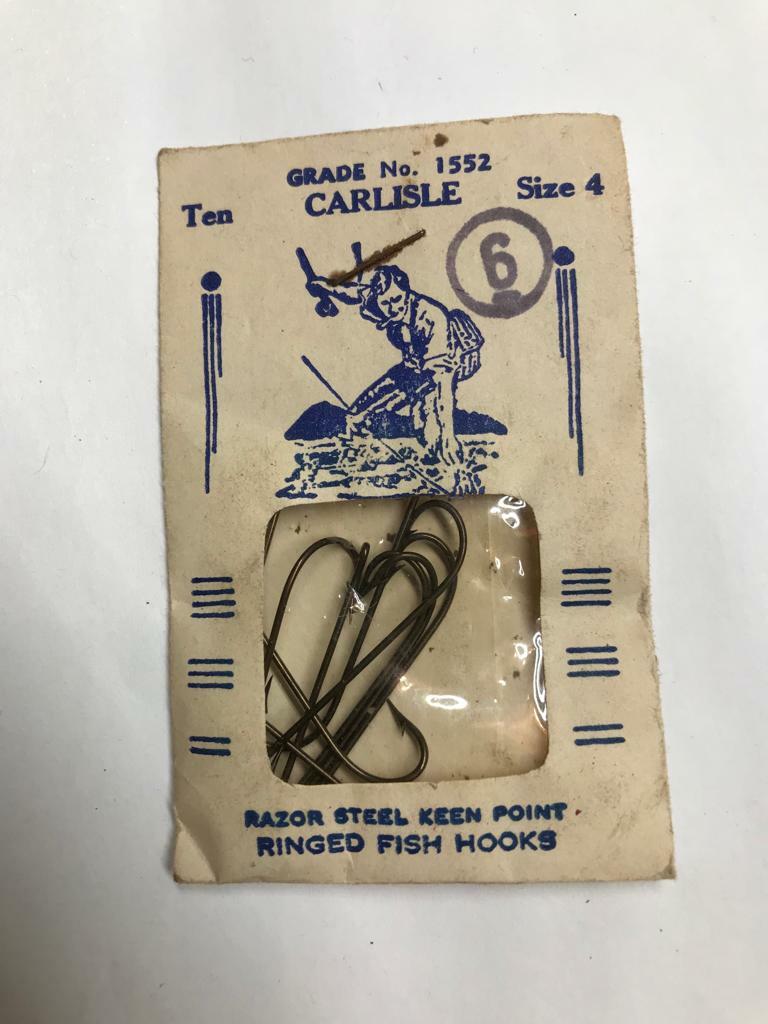 GRADE No. 1552
Ten CARLISLE Size 4
6
RAZOR STEEL KEEN POINT
RINGED FISH HOOKS